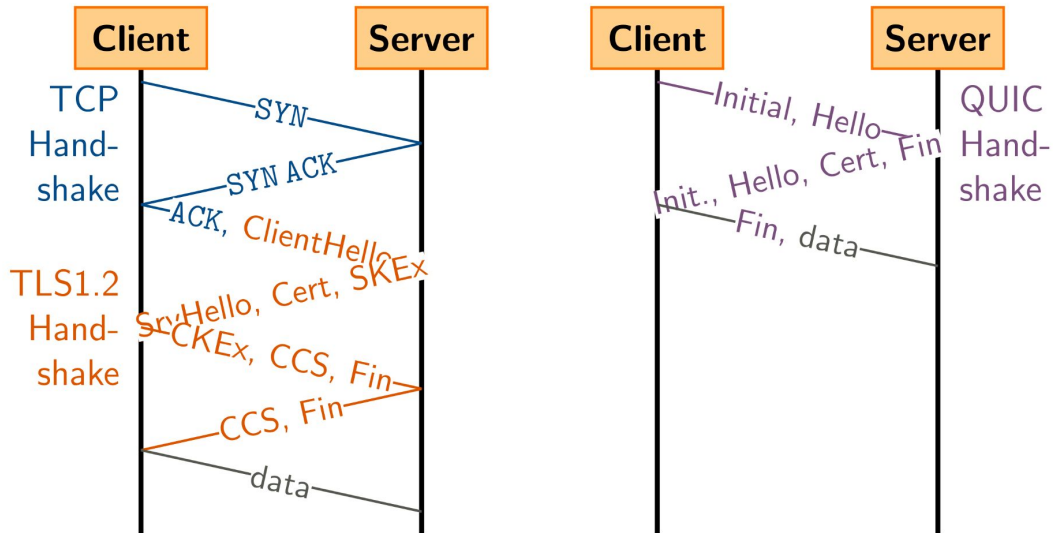 Client
Server
TCP
Hand-
shake
SYN
SYN ACK
ACK, ClientHello
TLS1.2
Hand-
shake
SrvHello, Cert, SKEx
CKEx, CCS, Fin
CCS, Fin
data
Client
Server
QUIC
Hand-
shake
Initial, Hello
Init., Hello, Cert, Fin
Fin, data